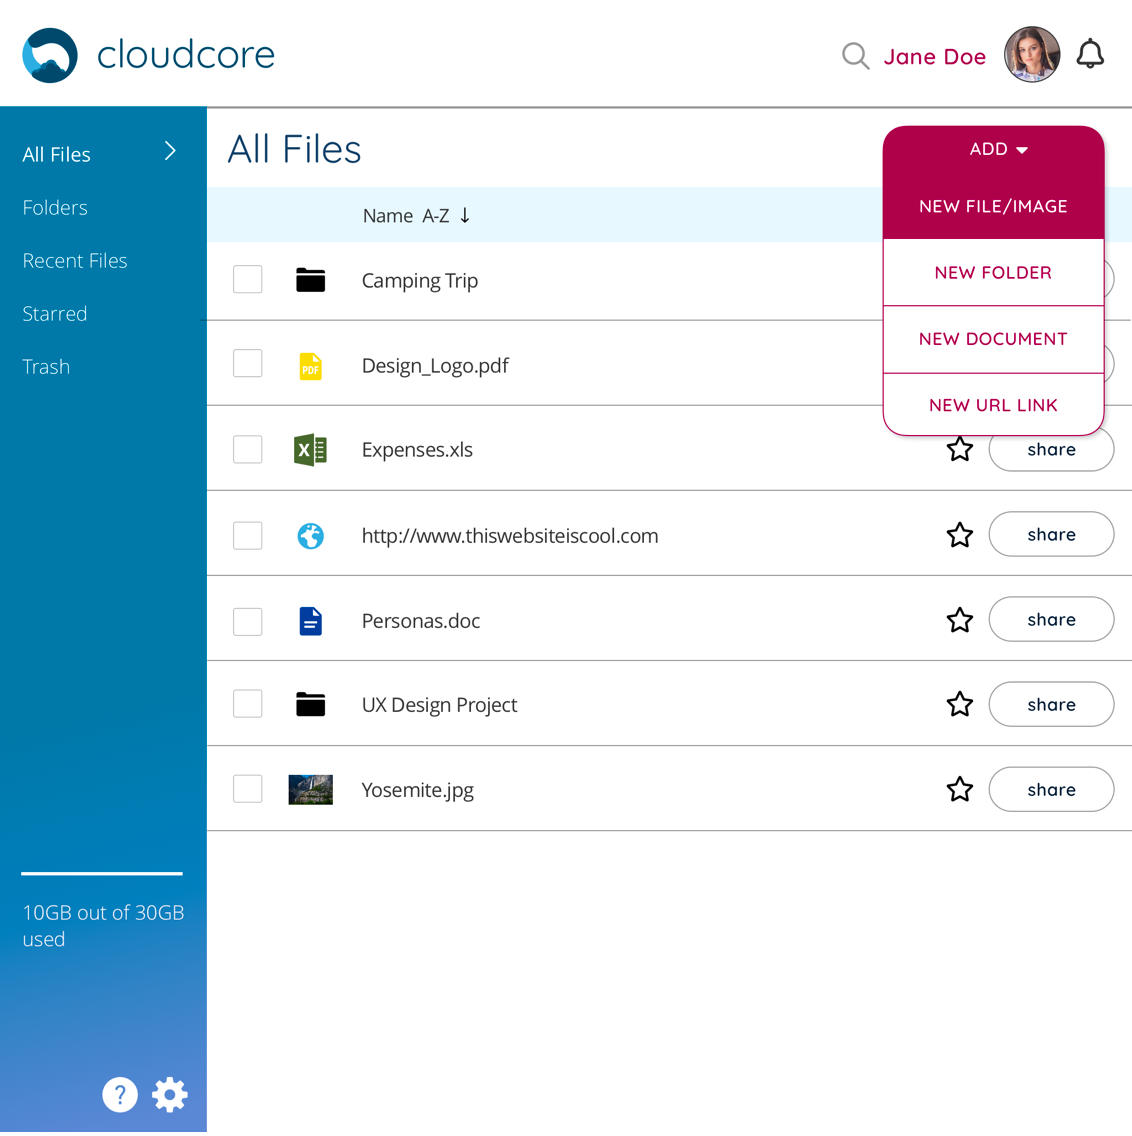 cloudcore
Jane Doe
All Files
Folders
Recent Files
Starred
Trash
10GB out of 30GB
used
?
All Files
ADD
NEW FILE/IMAGE
NEW FOLDER
NEW DOCUMENT
NEW URL LINK
Name A-Z ↓
Camping Trip
PDF
Design_Logo.pdf
X
Expenses.xls
share
http://www.thiswebsiteiscool.com
share
Personas.doc
share
UX Design Project
share
Yosemite.jpg
share